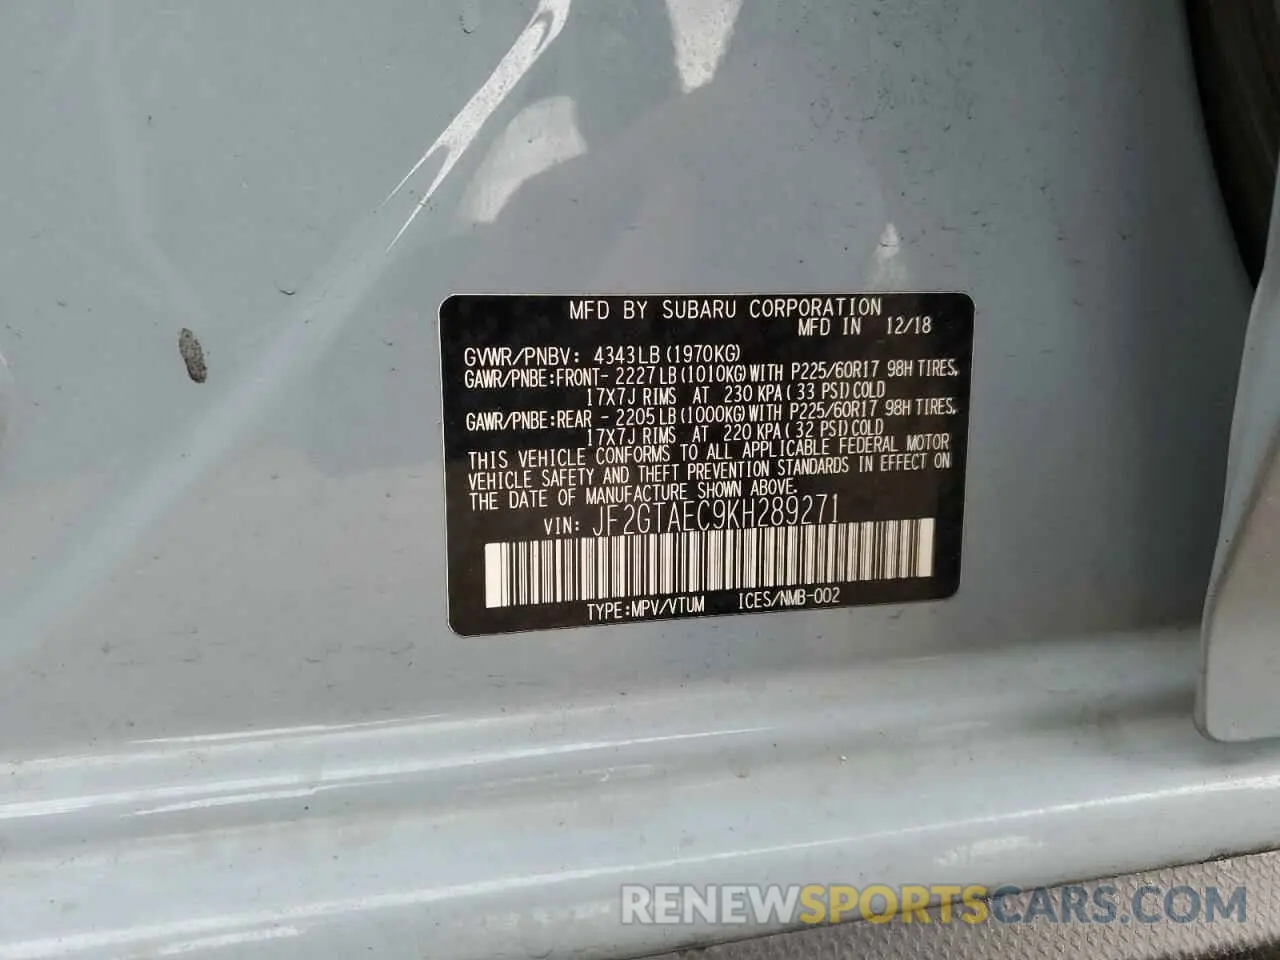 MFD BY SUBARU CORPORATION
MFD IN 12/18
GVWR/PNBV: 4343LB(1970KG)
GAWR/PNBE:FRONT- 2227LB(1010KG)WITH P225/60R17 98H TIRES,
17X7J RIMS AT 230 KPA( 33 PSI)COLD
GAWR/PNBE:REAR - 2205LB(1000KG)WITH P225/60R17 98H TIRES,
17X7J RIMS AT 220 KPA( 32 PSI)COLD
THIS VEHICLE CONFORMS TO ALL APPLICABLE FEDERAL MOTOR
VEHICLE SAFETY AND THEFT PREVENTION STANDARDS IN EFFECT ON
THE DATE OF MANUFACTURE SHOWN ABOVE.
VIN: JF2GTAEC9KH289271
TYPE:MPV/VTUM ICES/NMB-002
RENEWSPORTSCARS.COM